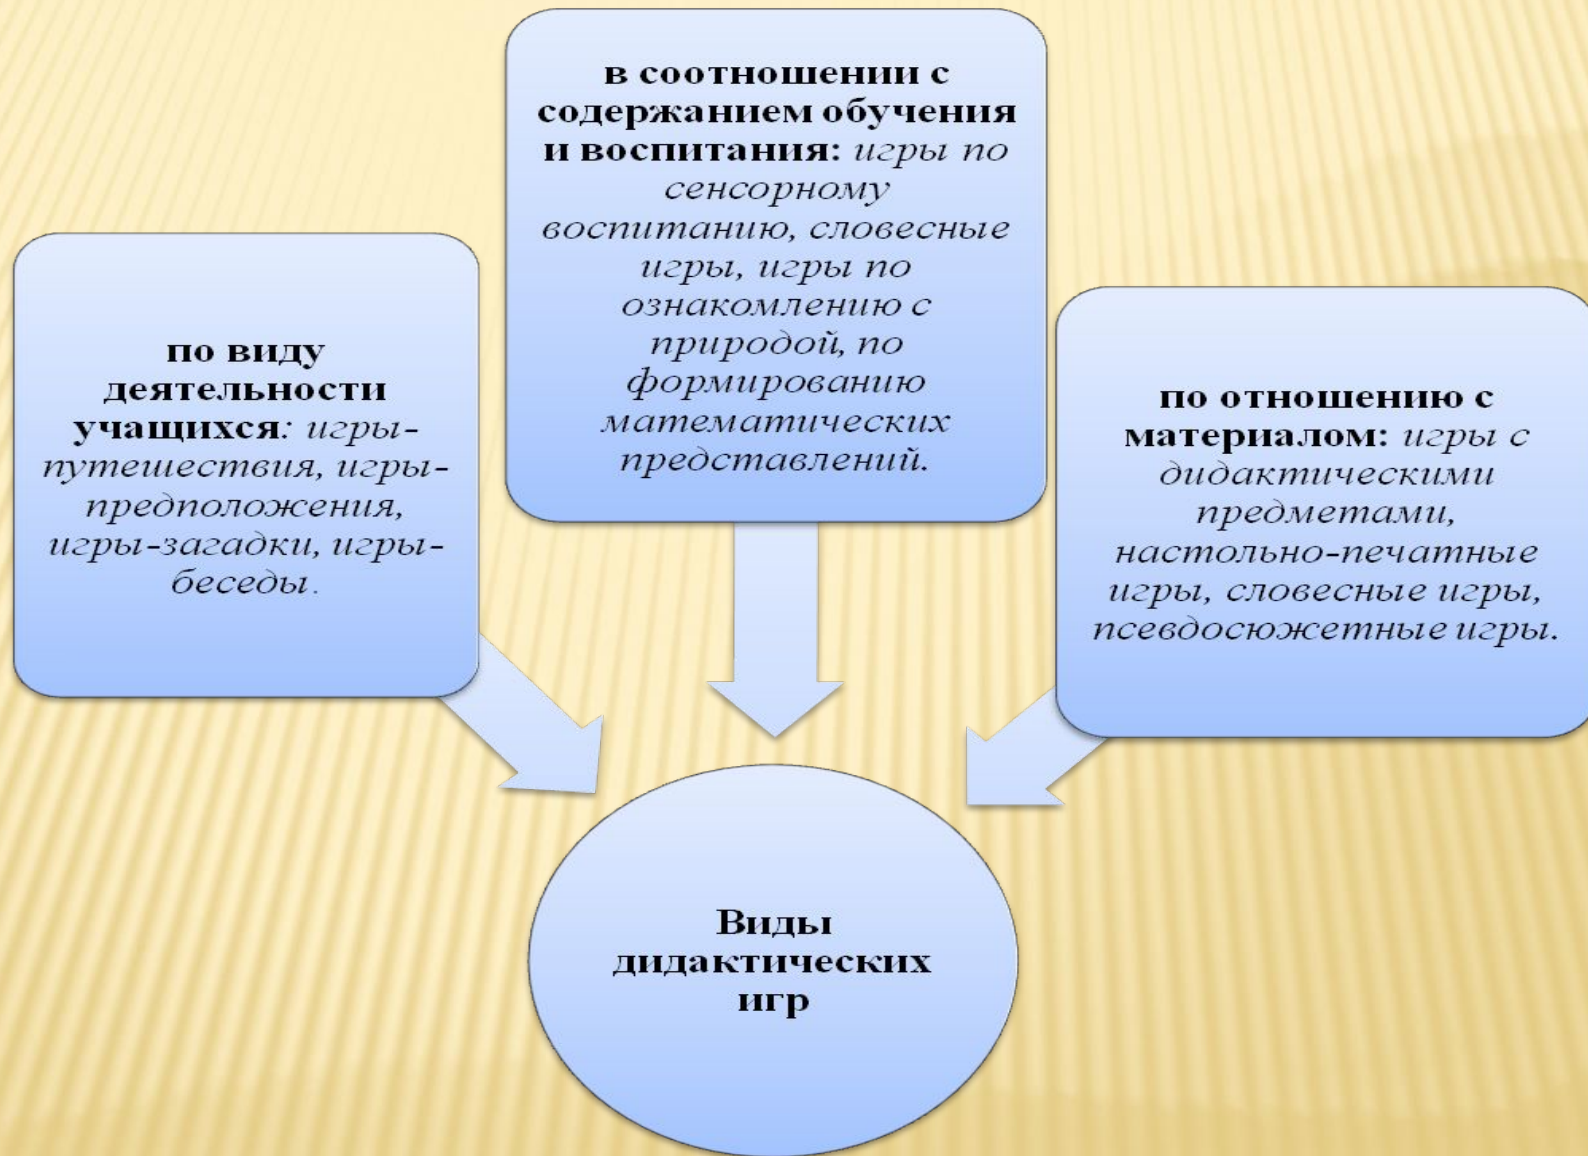 по виду
деятельности
учащихся: игры-
путешествия, игры-
предположения,
игры-загадки, игры-
беседы.
в соотношении с
содержанием обучения
и воспитания: игры по
сенсорному
воспитанию, словесные
игры, игры по
ознакомлению с
природой, по
формированию
математических
представлений.
по отношению с
материалом: игры с
дидактическими
предметами,
настольно-печатные
игры, словесные игры,
псевдосюжетные игры.
Виды
дидактических
игр